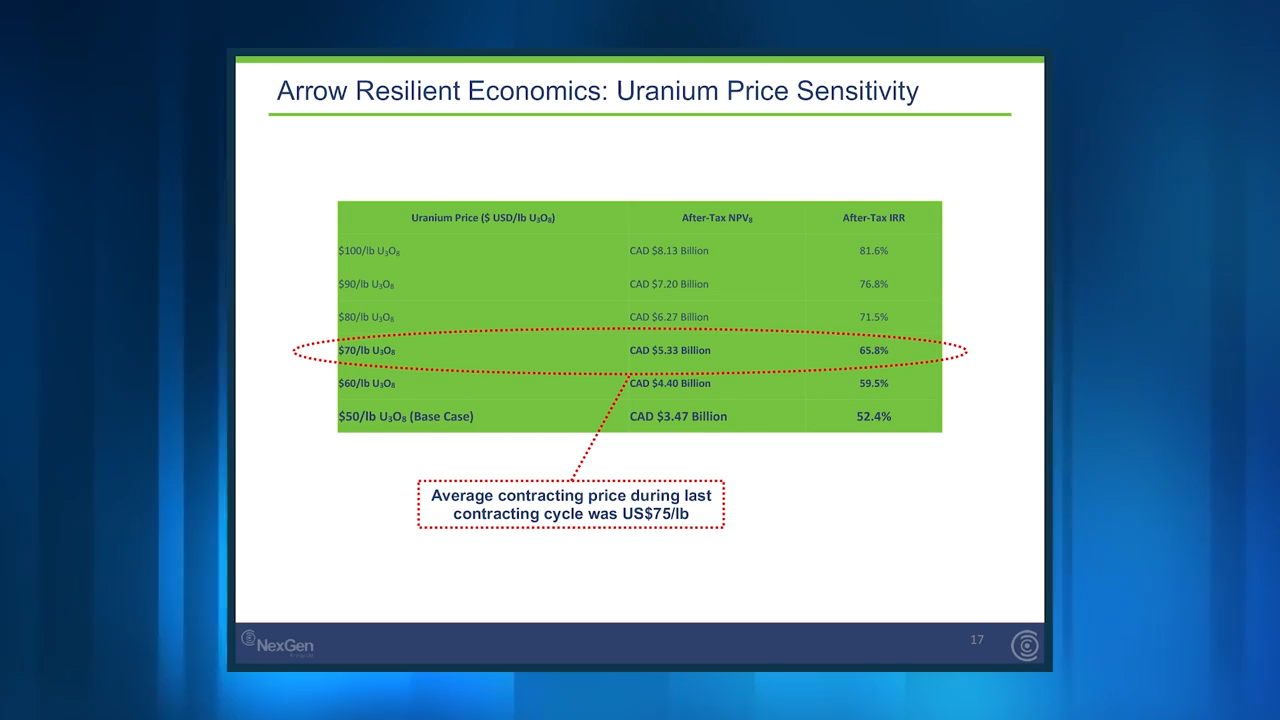 Arrow Resilient Economics: Uranium Price Sensitivity
Uranium Price ($ USD/lb U₃O₈) After-Tax NPV₈ After-Tax IRR
$100/lb U₃O₈ CAD $8.13 Billion 81.6%
$90/lb U₃O₈ CAD $7.20 Billion 76.8%
$80/lb U₃O₈ CAD $6.27 Billion 71.5%
$70/lb U₃O₈ CAD $5.33 Billion 65.8%
$60/lb U₃O₈ CAD $4.40 Billion 59.5%
$50/lb U₃O₈ (Base Case) CAD $3.47 Billion 52.4%
Average contracting price during last
contracting cycle was US$75/lb
NexGen
17